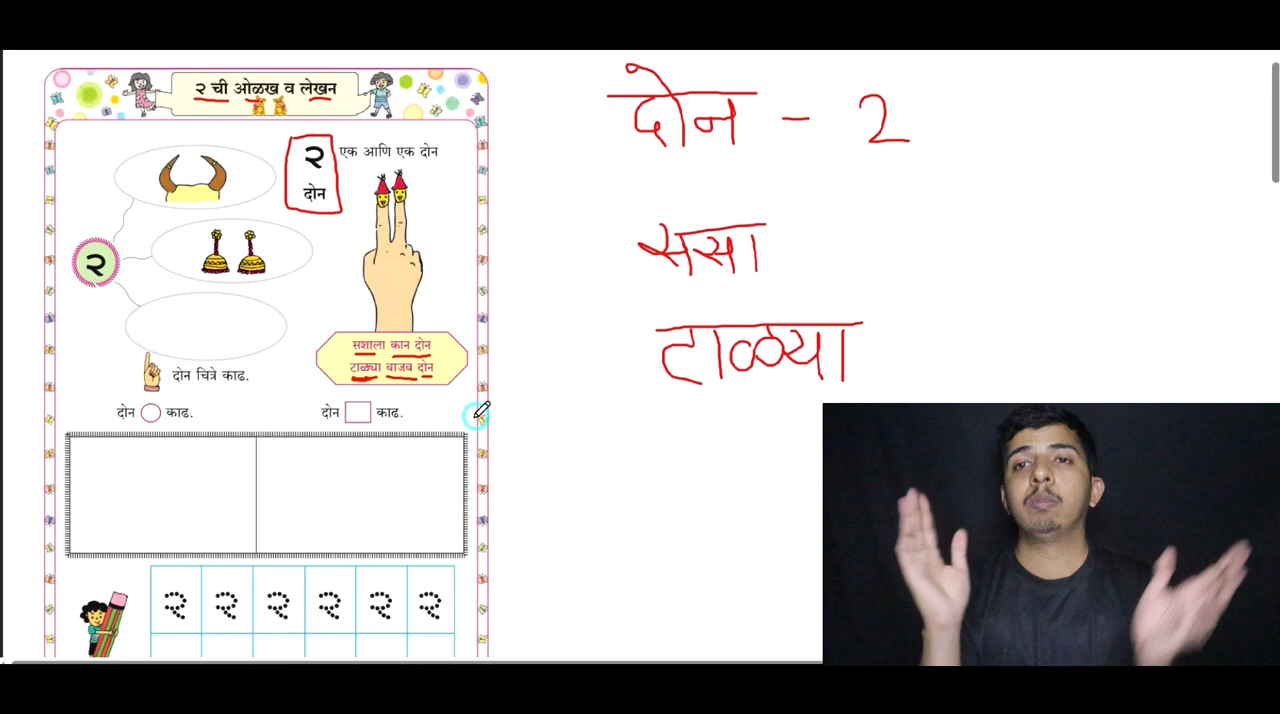 २ ची ओळख व लेखन
२
दोन
एक आणि एक दोन
२
सशाला कान दोन
टाळ्या वाजव दोन
दोन चित्रे काढ.
दोन काढ.
दोन काढ.
२ २ २ २ २ २
दोन - 2
ससा
टाळ्या